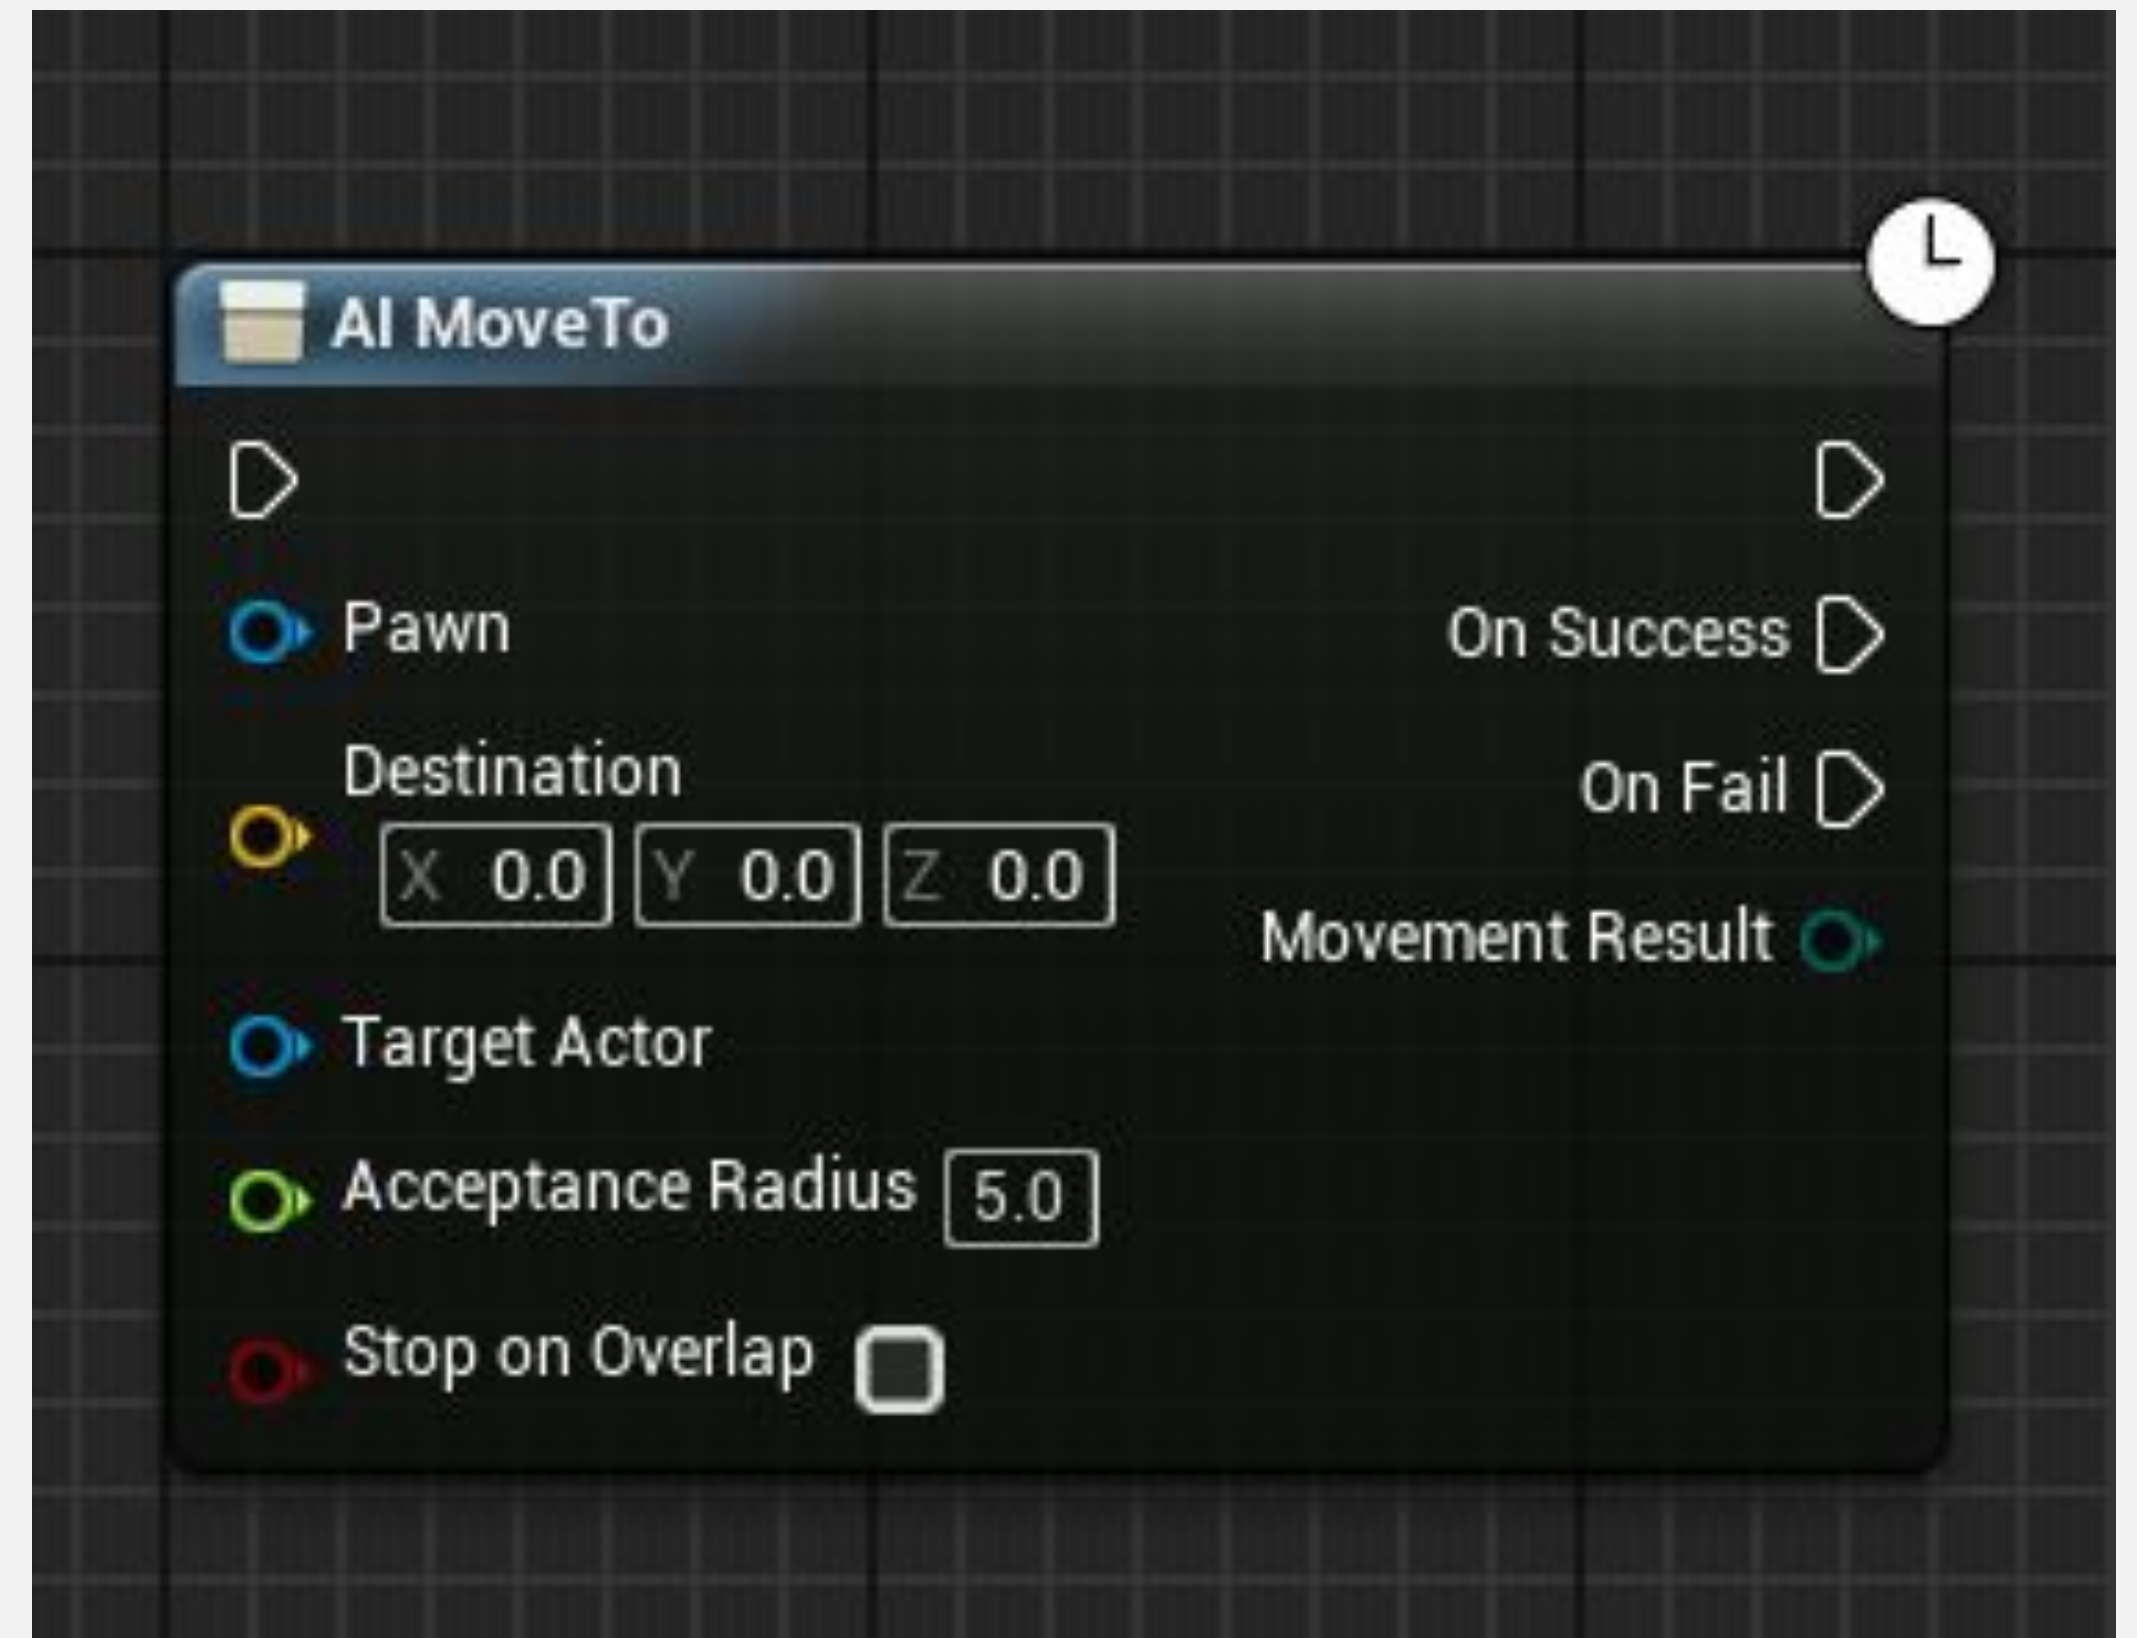 AI MoveTo
Pawn
On Success
Destination
X 0.0 Y 0.0 Z 0.0
On Fail
Movement Result
Target Actor
Acceptance Radius 5.0
Stop on Overlap